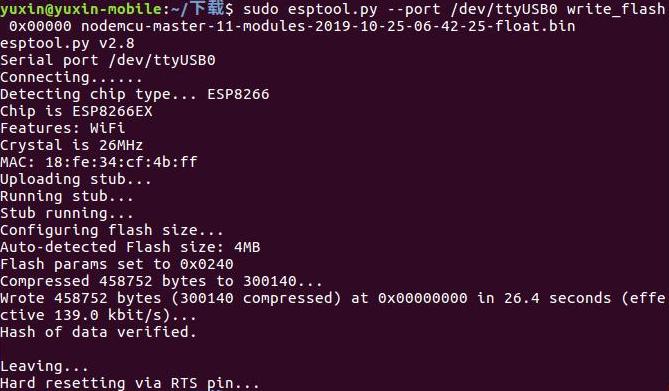 yuxin@yuxin-mobile:~/下载$ sudo esptool.py --port /dev/ttyUSB0 write_flash
 0x00000 nodemcu-master-11-modules-2019-10-25-06-42-25-float.bin
esptool.py v2.8
Serial port /dev/ttyUSB0
Connecting......
Detecting chip type... ESP8266
Chip is ESP8266EX
Features: WiFi
Crystal is 26MHz
MAC: 18:fe:34:cf:4b:ff
Uploading stub...
Running stub...
Stub running...
Configuring flash size...
Auto-detected Flash size: 4MB
Flash params set to 0x0240
Compressed 458752 bytes to 300140...
Wrote 458752 bytes (300140 compressed) at 0x00000000 in 26.4 seconds (effe
ctive 139.0 kbit/s)...
Hash of data verified.

Leaving...
Hard resetting via RTS pin...